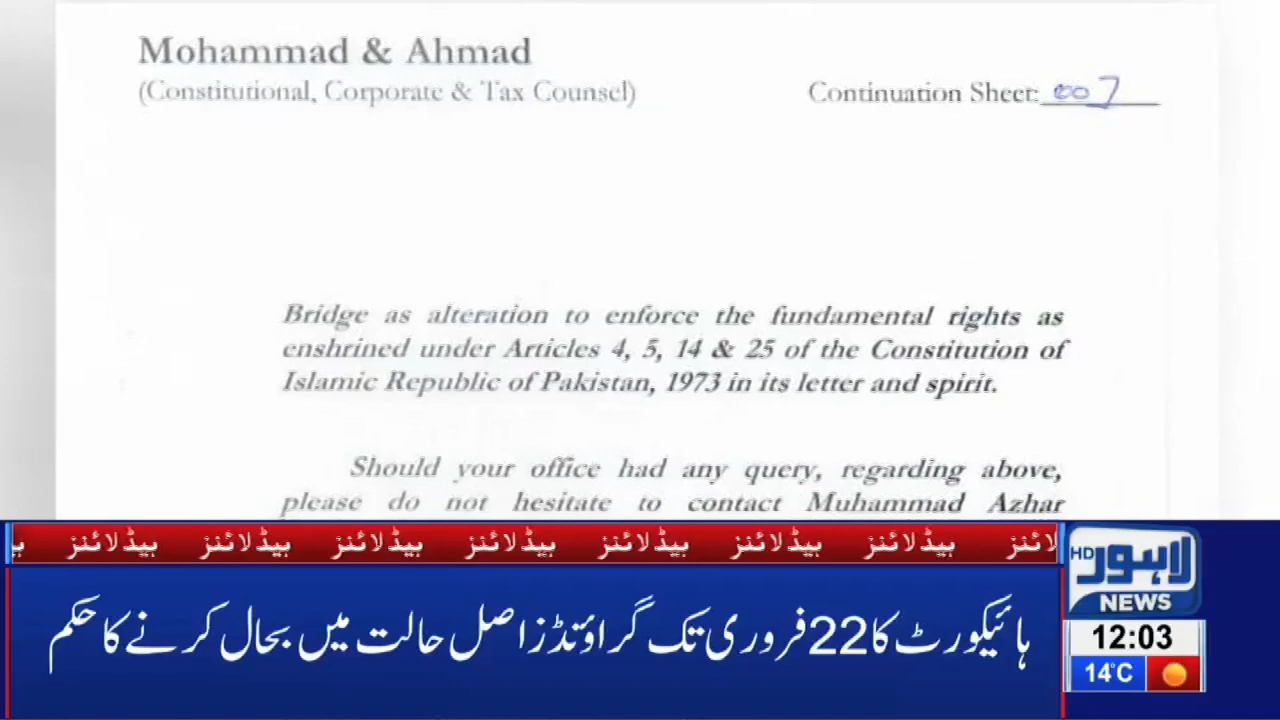 Mohammad & Ahmad
(Constitutional, Corporate & Tax Counsel)
Continuation Sheet: 007
Bridge as alteration to enforce the fundamental rights as
enshrined under Articles 4, 5, 14 & 25 of the Constitution of
Islamic Republic of Pakistan, 1973 in its letter and spirit.
Should your office had any query, regarding above,
please do not hesitate to contact Muhammad Azhar
ہیڈلائنز ہیڈلائنز ہیڈلائنز ہیڈلائنز ہیڈلائنز ہیڈلائنز ہیڈلائنز
ہائیکورٹ کا 22 فروری تک گراؤنڈز اصل حالت میں بحال کرنے کا حکم
لاہور HD
NEWS
12:03
14°C